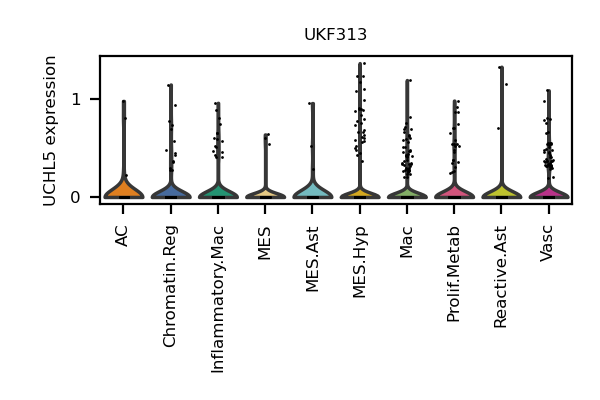 UKF313
UCHL5 expression
1
0
AC
Chromatin.Reg
Inflammatory.Mac
MES
MES.Ast
MES.Hyp
Mac
Prolif.Metab
Reactive.Ast
Vasc